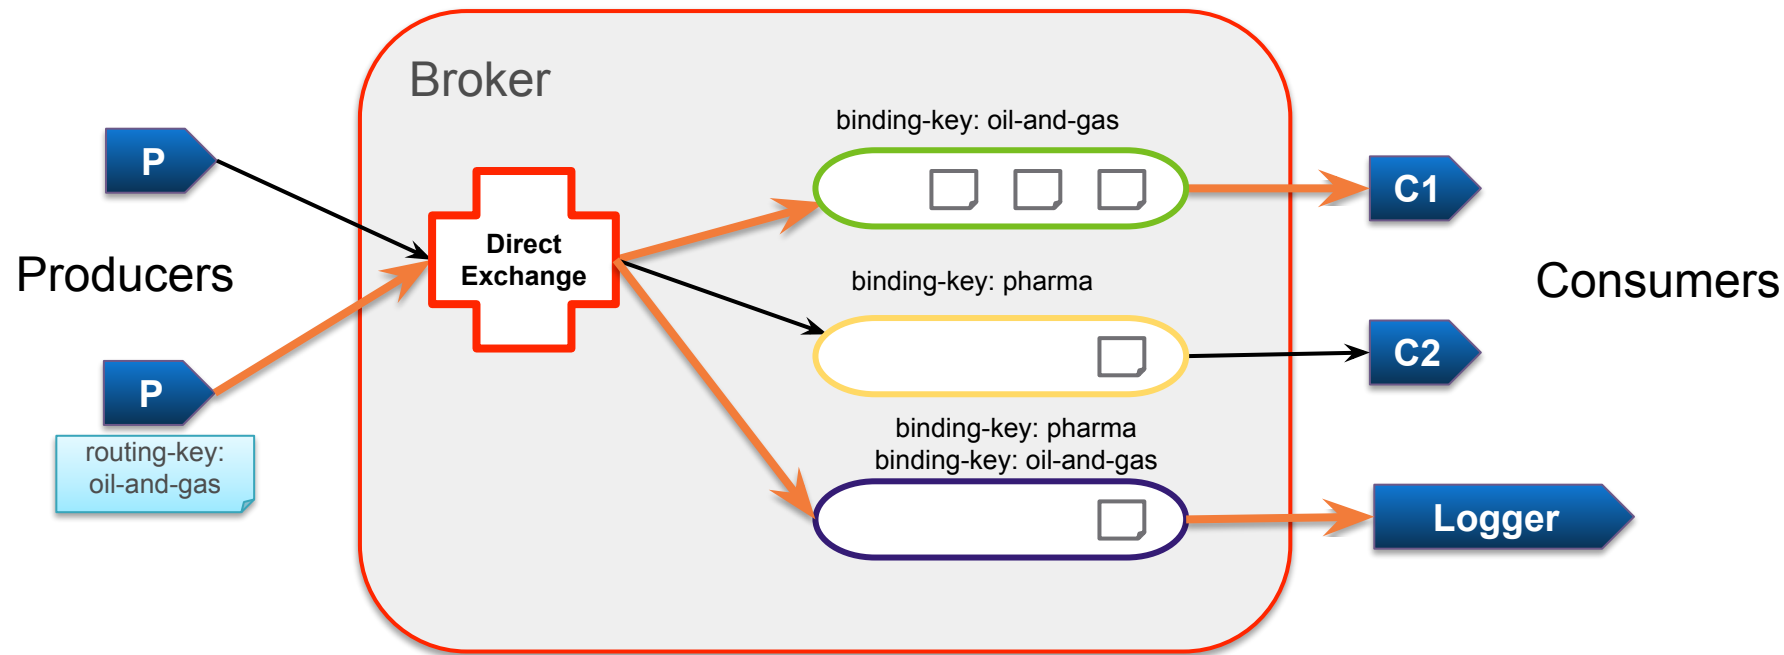 Broker
binding-key: oil-and-gas
P
C1
Direct
Exchange
Producers
binding-key: pharma
Consumers
C2
P
routing-key:
oil-and-gas
binding-key: pharma
binding-key: oil-and-gas
Logger